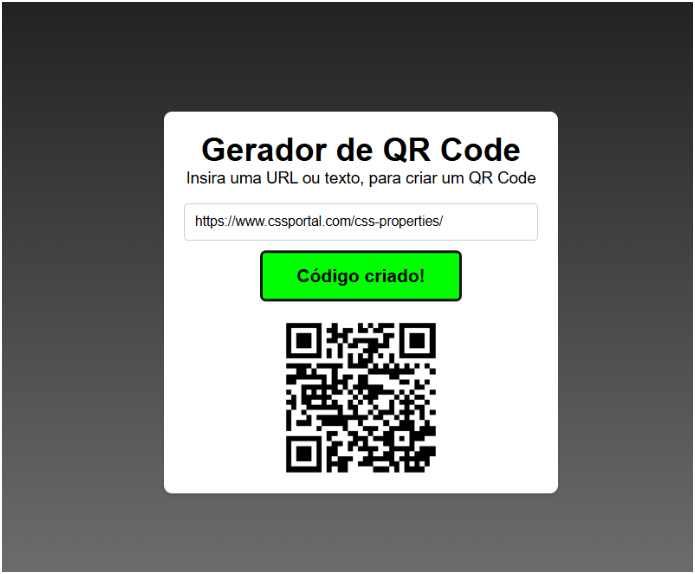 Gerador de QR Code
Insira uma URL ou texto, para criar um QR Code
https://www.cssportal.com/css-properties/
Código criado!